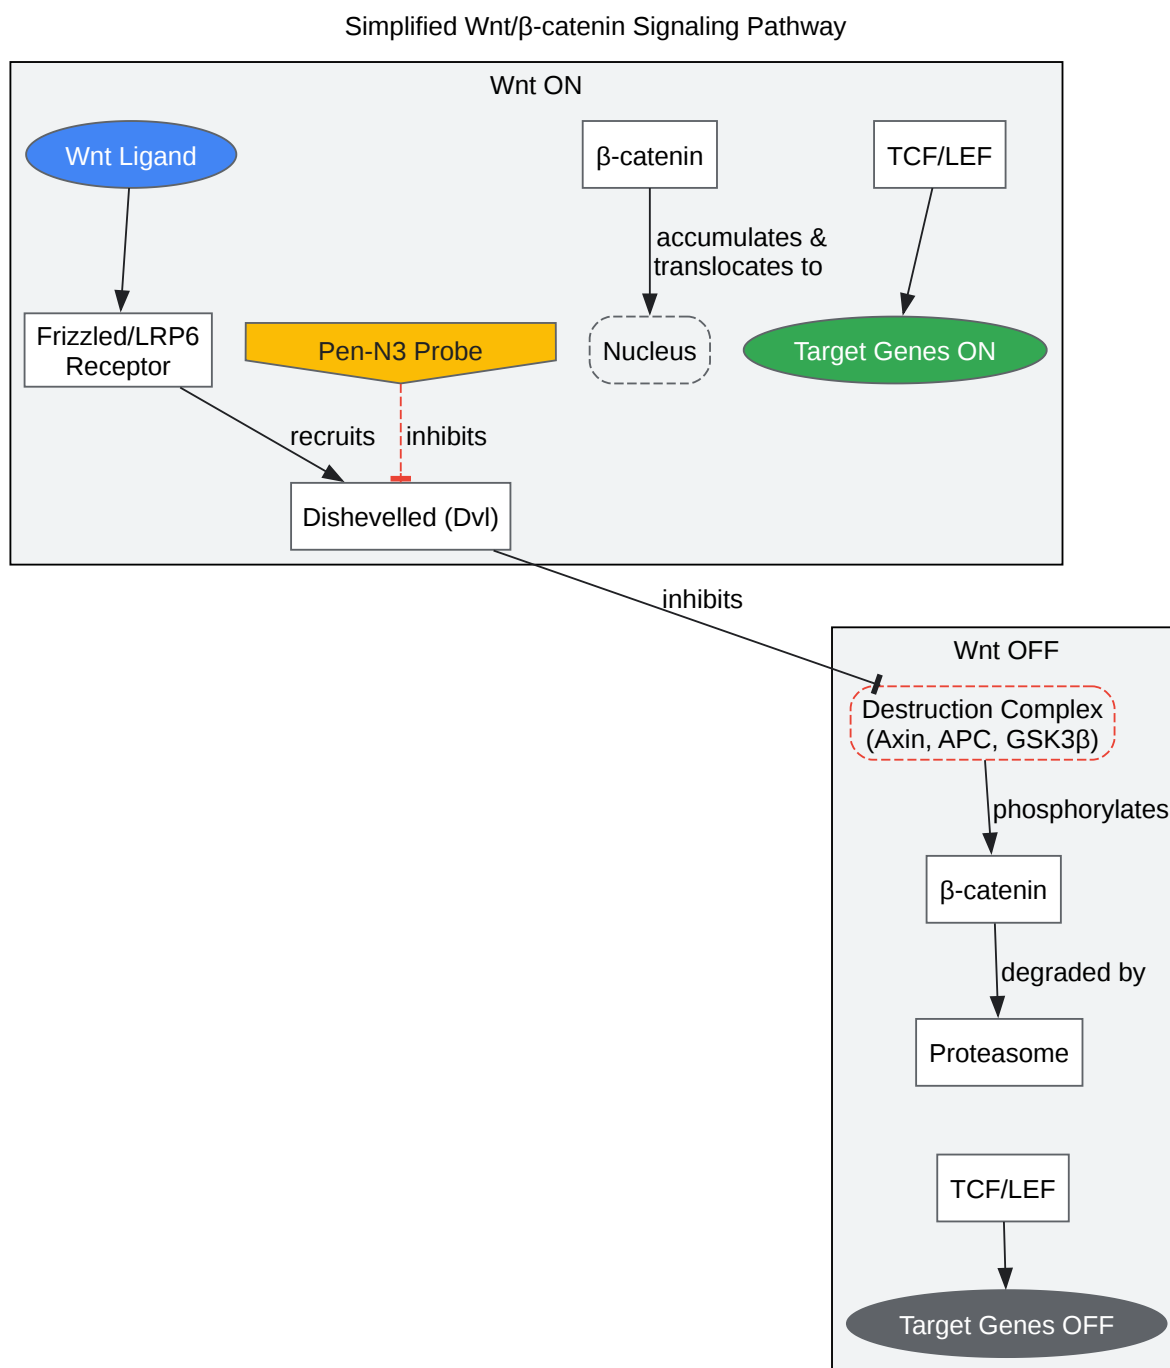 Simplified Wnt/β-catenin Signaling Pathway
Wnt ON
Wnt Ligand
β-catenin
TCF/LEF
accumulates &
translocates to
Frizzled/LRP6
Receptor
Pen-N3 Probe
Nucleus
Target Genes ON
recruits
inhibits
Dishevelled (Dvl)
inhibits
Wnt OFF
Destruction Complex
(Axin, APC, GSK3β)
phosphorylates
β-catenin
degraded by
Proteasome
TCF/LEF
Target Genes OFF